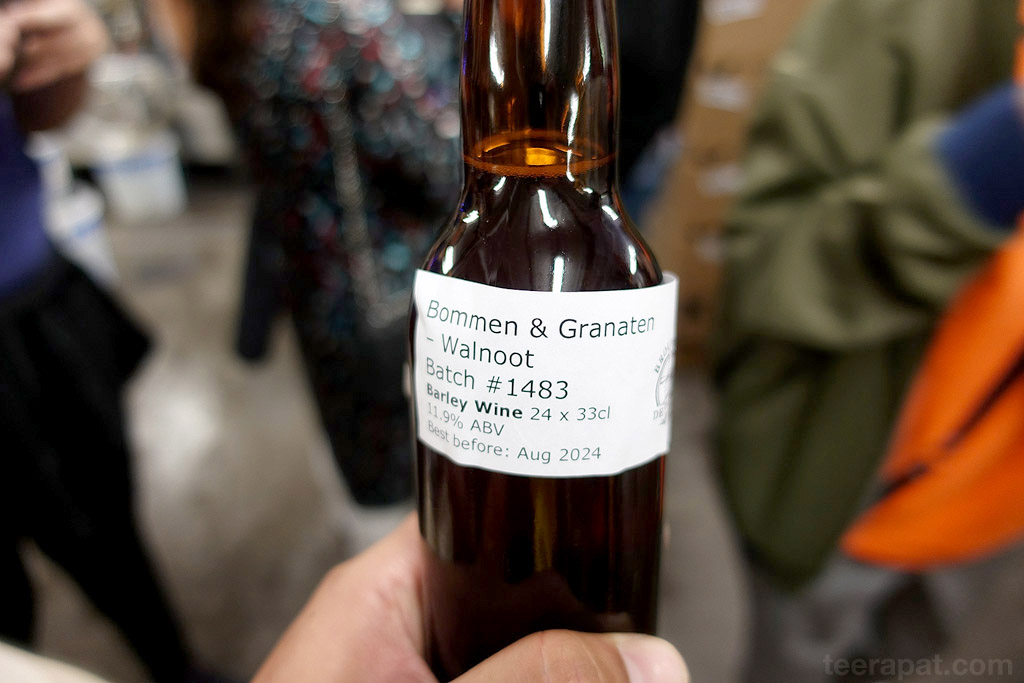 Bommen & Granaten
- Walnoot
Batch #1483
Barley Wine 24 x 33cl
11.9% ABV
Best before: Aug 2024
teerapat.com